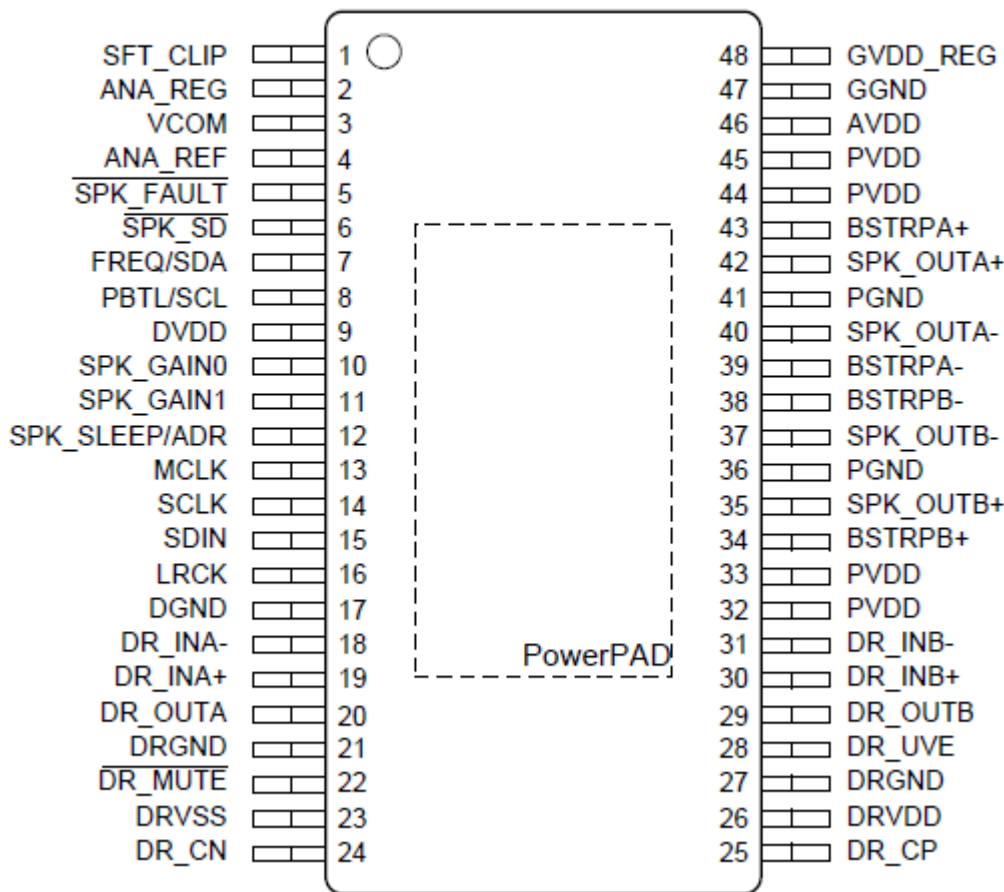 SFT_CLIP 1 48 GVDD_REG
ANA_REG 2 47 GGND
VCOM 3 46 AVDD
ANA_REF 4 45 PVDD
SPK_FAULT 5 44 PVDD
SPK_SD 6 43 BSTRPA+
FREQ/SDA 7 42 SPK_OUTA+
PBTL/SCL 8 41 PGND
DVDD 9 40 SPK_OUTA-
SPK_GAIN0 10 39 BSTRPA-
SPK_GAIN1 11 38 BSTRPB-
SPK_SLEEP/ADR 12 37 SPK_OUTB-
MCLK 13 36 PGND
SCLK 14 35 SPK_OUTB+
SDIN 15 34 BSTRPB+
LRCK 16 33 PVDD
DGND 17 32 PVDD
DR_INA- 18 31 DR_INB-
PowerPAD
DR_INA+ 19 30 DR_INB+
DR_OUTA 20 29 DR_OUTB
DRGND 21 28 DR_UVE
DR_MUTE 22 27 DRGND
DRVSS 23 26 DRVDD
DR_CN 24 25 DR_CP